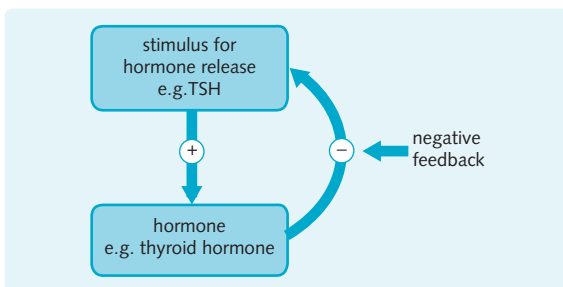 stimulus for
hormone release
e.g.TSH
+
−
negative
feedback
hormone
e.g. thyroid hormone